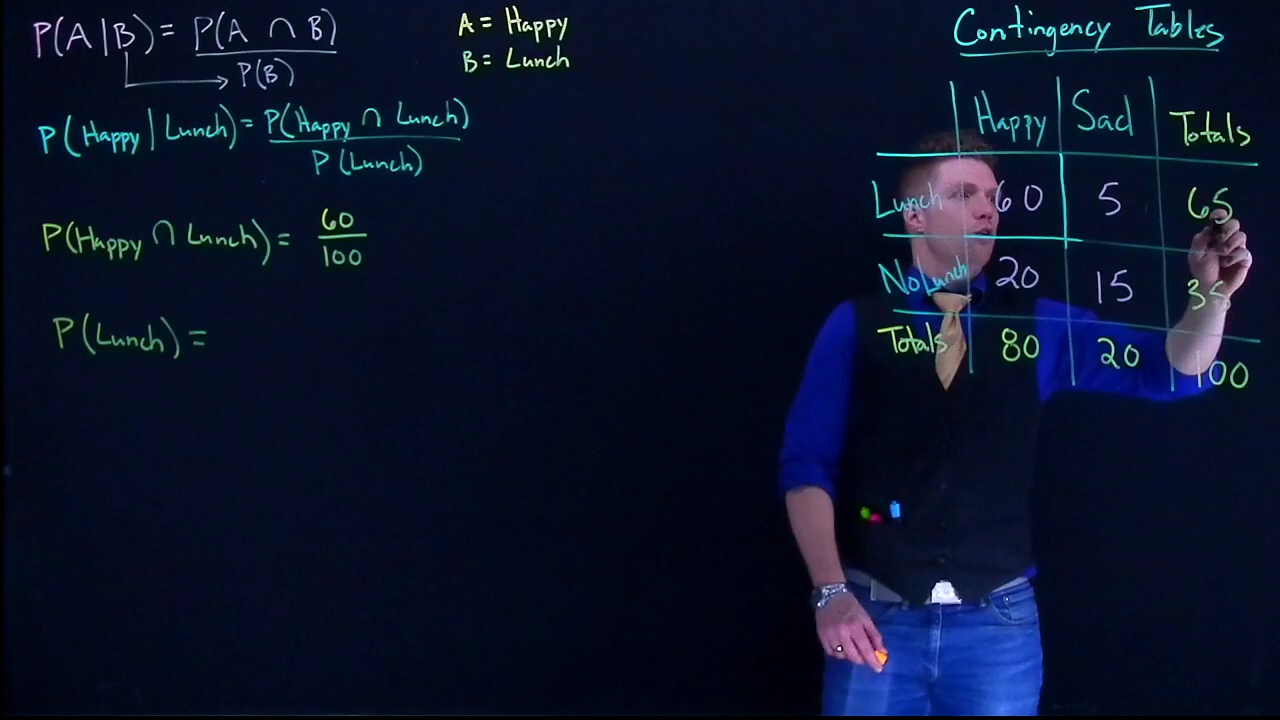 P(A|B) = P(A ∩ B)
P(B)
A = Happy
B = Lunch
P(Happy | Lunch) = P(Happy ∩ Lunch)
P(Lunch)
P(Happy ∩ Lunch) = 60
100
P(Lunch) =
Contingency Tables
Happy Sad Totals
Lunch 60 5 65
No Lunch 20 15 35
Totals 80 20 100